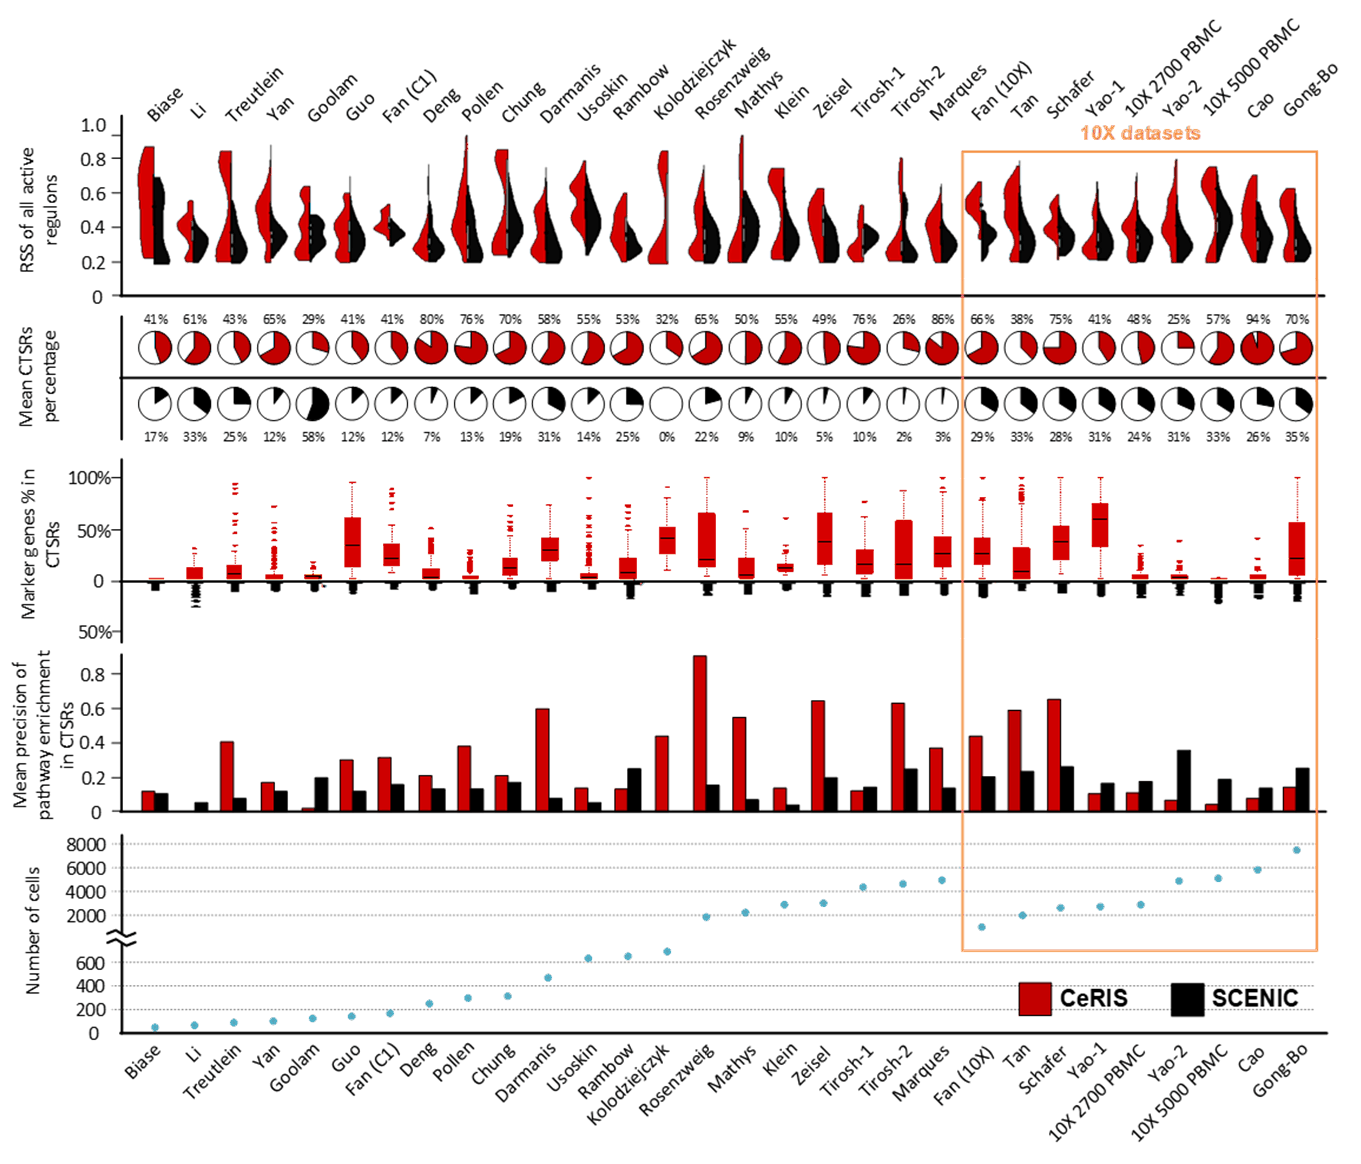 Biase Li Treutlein Yan Goolam Guo Fan (C1) Deng Pollen Chung Darmanis Usoskin Rambow Kolodziejczyk Rosenzweig Mathys Klein Zeisel Tirosh-1 Tirosh-2 Marques Fan (10X) Tan Schafer Yao-1 10X 2700 PBMC Yao-2 10X 5000 PBMC Cao Gong-Bo
10X datasets
RSS of all active
regulons
1.0
0.8
0.6
0.4
0.2
0
Mean CTSRs
percentage
41% 61% 43% 65% 29% 41% 41% 80% 76% 70% 58% 55% 53% 32% 65% 50% 55% 49% 76% 26% 86% 66% 38% 75% 41% 48% 25% 57% 94% 70%
17% 33% 25% 12% 58% 12% 12% 7% 13% 19% 31% 14% 25% 0% 22% 9% 10% 5% 10% 2% 3% 29% 33% 28% 31% 24% 31% 33% 26% 35%
Marker genes % in
CTSRs
100%
50%
0
50%
Mean precision of
pathway enrichment
in CTSRs
0.8
0.6
0.4
0.2
0
Number of cells
8000
6000
4000
2000
600
400
200
0
CeRIS
SCENIC
Biase Li Treutlein Yan Goolam Guo Fan (C1) Deng Pollen Chung Darmanis Usoskin Rambow Kolodziejczyk Rosenzweig Mathys Klein Zeisel Tirosh-1 Tirosh-2 Marques Fan (10X) Tan Schafer Yao-1 10X 2700 PBMC Yao-2 10X 5000 PBMC Cao Gong-Bo